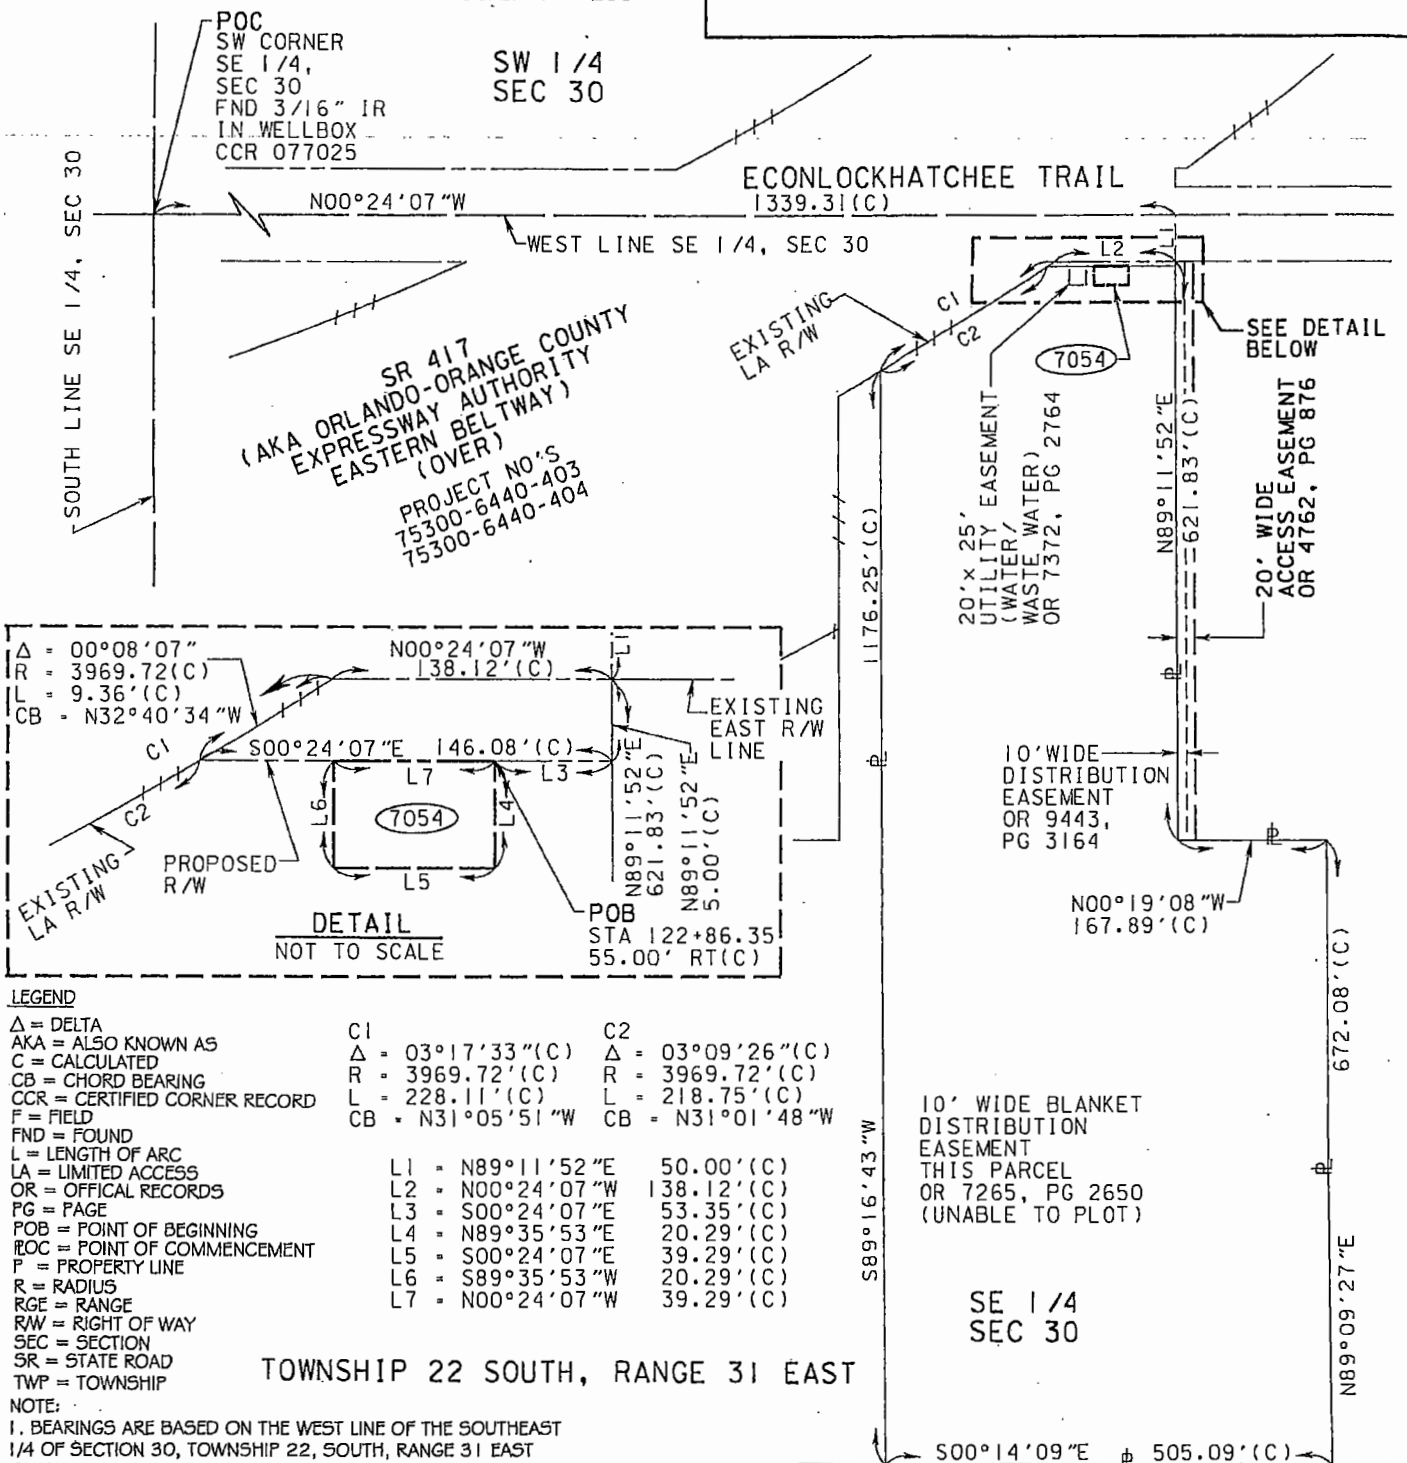 POC
SW CORNER
SE 1/4,
SEC 30
FND 3/16" IR
IN WELLBOX
CCR 077025
SW 1/4
SEC 30
SOUTH LINE SE 1/4, SEC 30
N00°24'07"W
ECONLOCKHATCHEE TRAIL
1339.31(C)
WEST LINE SE 1/4, SEC 30
L1
L2
C1
C2
EXISTING
LA R/W
7054
SEE DETAIL
BELOW
SR 417
(AKA ORLANDO-ORANGE COUNTY
EXPRESSWAY AUTHORITY
EASTERN BELTWAY)
(OVER)
PROJECT NO'S
75300-6440-403
75300-6440-404
1176.25'(C)
20'x 25'
UTILITY EASEMENT
(WATER/
WASTE WATER)
OR 7372, PG 2764
N89°11'52"E
621.83'(C)
20' WIDE
ACCESS EASEMENT
OR 4762, PG 876
Δ = 00°08'07"
R = 3969.72(C)
L = 9.36'(C)
CB = N32°40'34"W
N00°24'07"W
138.12'(C)
L1
EXISTING
EAST R/W
LINE
C1
S00°24'07"E 146.08'(C)
L7
L3
C2
L6
7054
L4
L5
N89°11'52"E
621.83'(C)
N89°11'52"E
5.00'(C)
EXISTING
LA R/W
PROPOSED
R/W
POB
STA 122+86.35
55.00' RT(C)
DETAIL
NOT TO SCALE
10'WIDE
DISTRIBUTION
EASEMENT
OR 9443,
PG 3164
N00°19'08"W
167.89'(C)
672.08'(C)
LEGEND
Δ = DELTA
AKA = ALSO KNOWN AS
C = CALCULATED
CB = CHORD BEARING
CCR = CERTIFIED CORNER RECORD
F = FIELD
FND = FOUND
L = LENGTH OF ARC
LA = LIMITED ACCESS
OR = OFFICAL RECORDS
PG = PAGE
POB = POINT OF BEGINNING
POC = POINT OF COMMENCEMENT
P = PROPERTY LINE
R = RADIUS
RGE = RANGE
R/W = RIGHT OF WAY
SEC = SECTION
SR = STATE ROAD
TWP = TOWNSHIP
C1
Δ = 03°17'33"(C)
R = 3969.72'(C)
L = 228.11'(C)
CB = N31°05'51"W
C2
Δ = 03°09'26"(C)
R = 3969.72'(C)
L = 218.75'(C)
CB = N31°01'48"W
L1 = N89°11'52"E 50.00'(C)
L2 = N00°24'07"W 138.12'(C)
L3 = S00°24'07"E 53.35'(C)
L4 = N89°35'53"E 20.29'(C)
L5 = S00°24'07"E 39.29'(C)
L6 = S89°35'53"W 20.29'(C)
L7 = N00°24'07"W 39.29'(C)
S89°16'43"W
10' WIDE BLANKET
DISTRIBUTION
EASEMENT
THIS PARCEL
OR 7265, PG 2650
(UNABLE TO PLOT)
SE 1/4
SEC 30
N89°09'27"E
TOWNSHIP 22 SOUTH, RANGE 31 EAST
NOTE:
1. BEARINGS ARE BASED ON THE WEST LINE OF THE SOUTHEAST
1/4 OF SECTION 30, TOWNSHIP 22, SOUTH, RANGE 31 EAST
S00°14'09"E 505.09'(C)